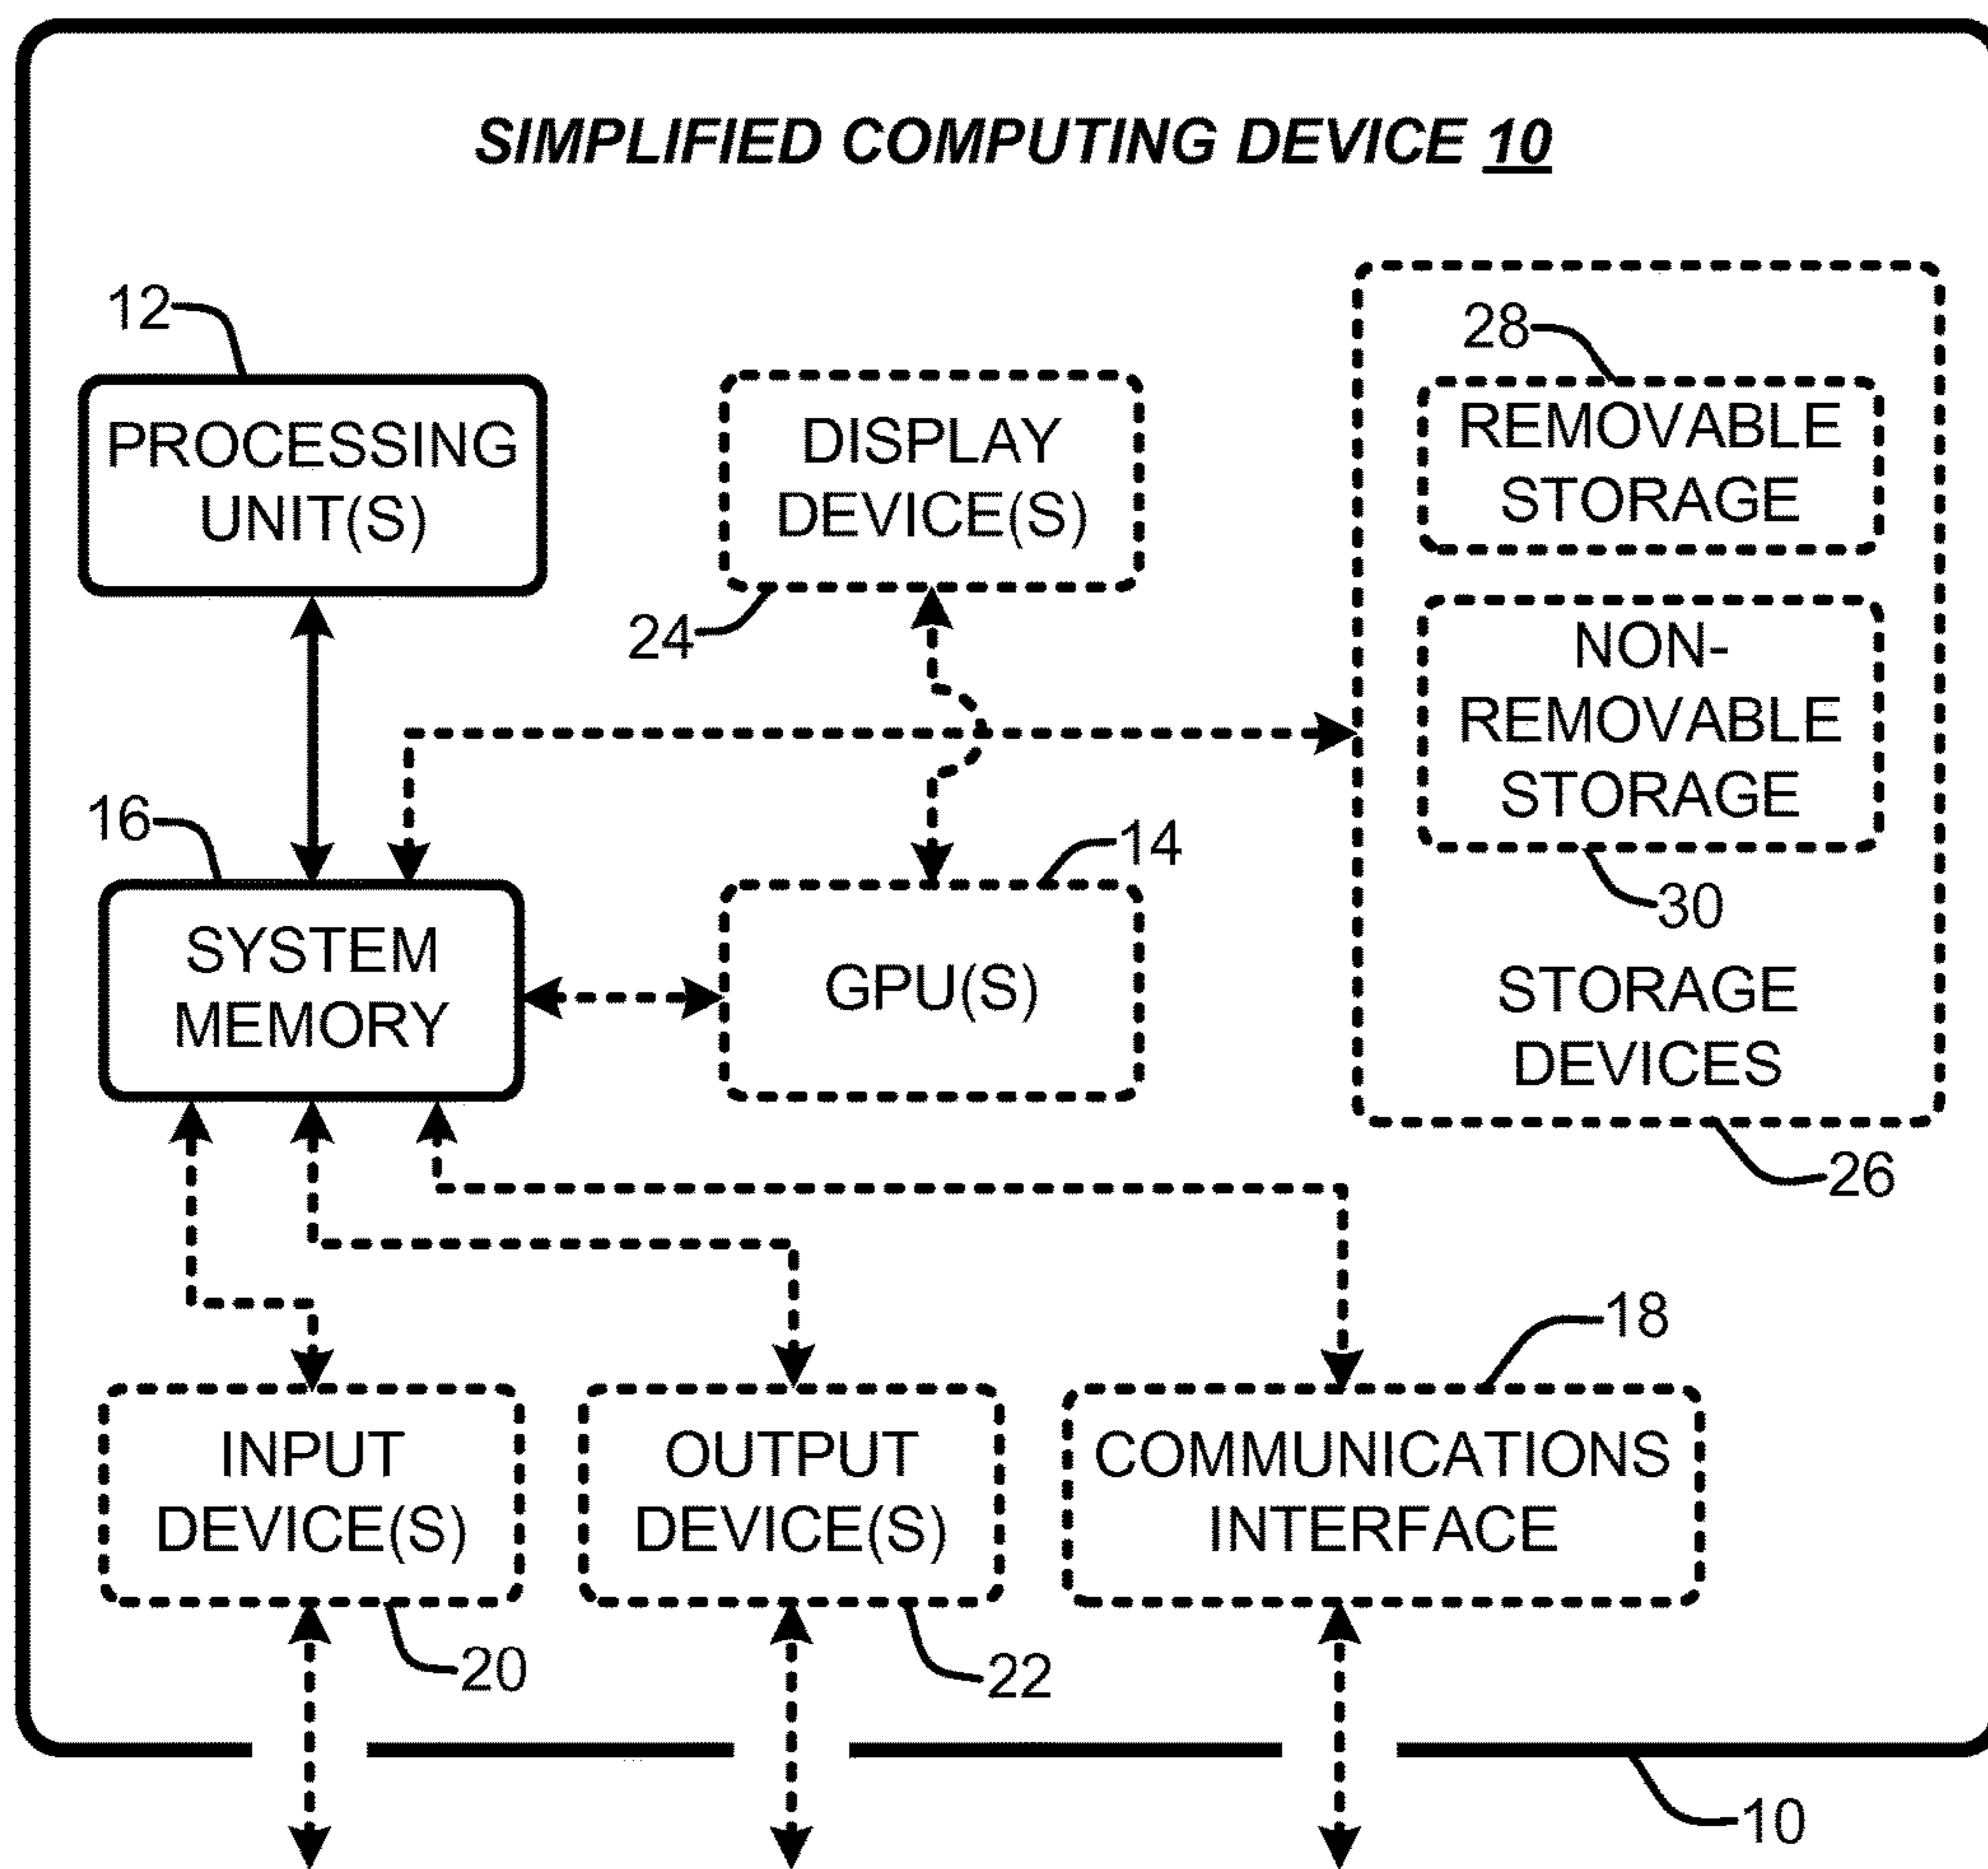 SIMPLIFIED COMPUTING DEVICE 10
12
PROCESSING
UNIT(S)
DISPLAY
DEVICE(S)
24
28
REMOVABLE
STORAGE
NON-
REMOVABLE
STORAGE
30
STORAGE
DEVICES
26
16
SYSTEM
MEMORY
14
GPU(S)
INPUT
DEVICE(S)
20
OUTPUT
DEVICE(S)
22
18
COMMUNICATIONS
INTERFACE
10